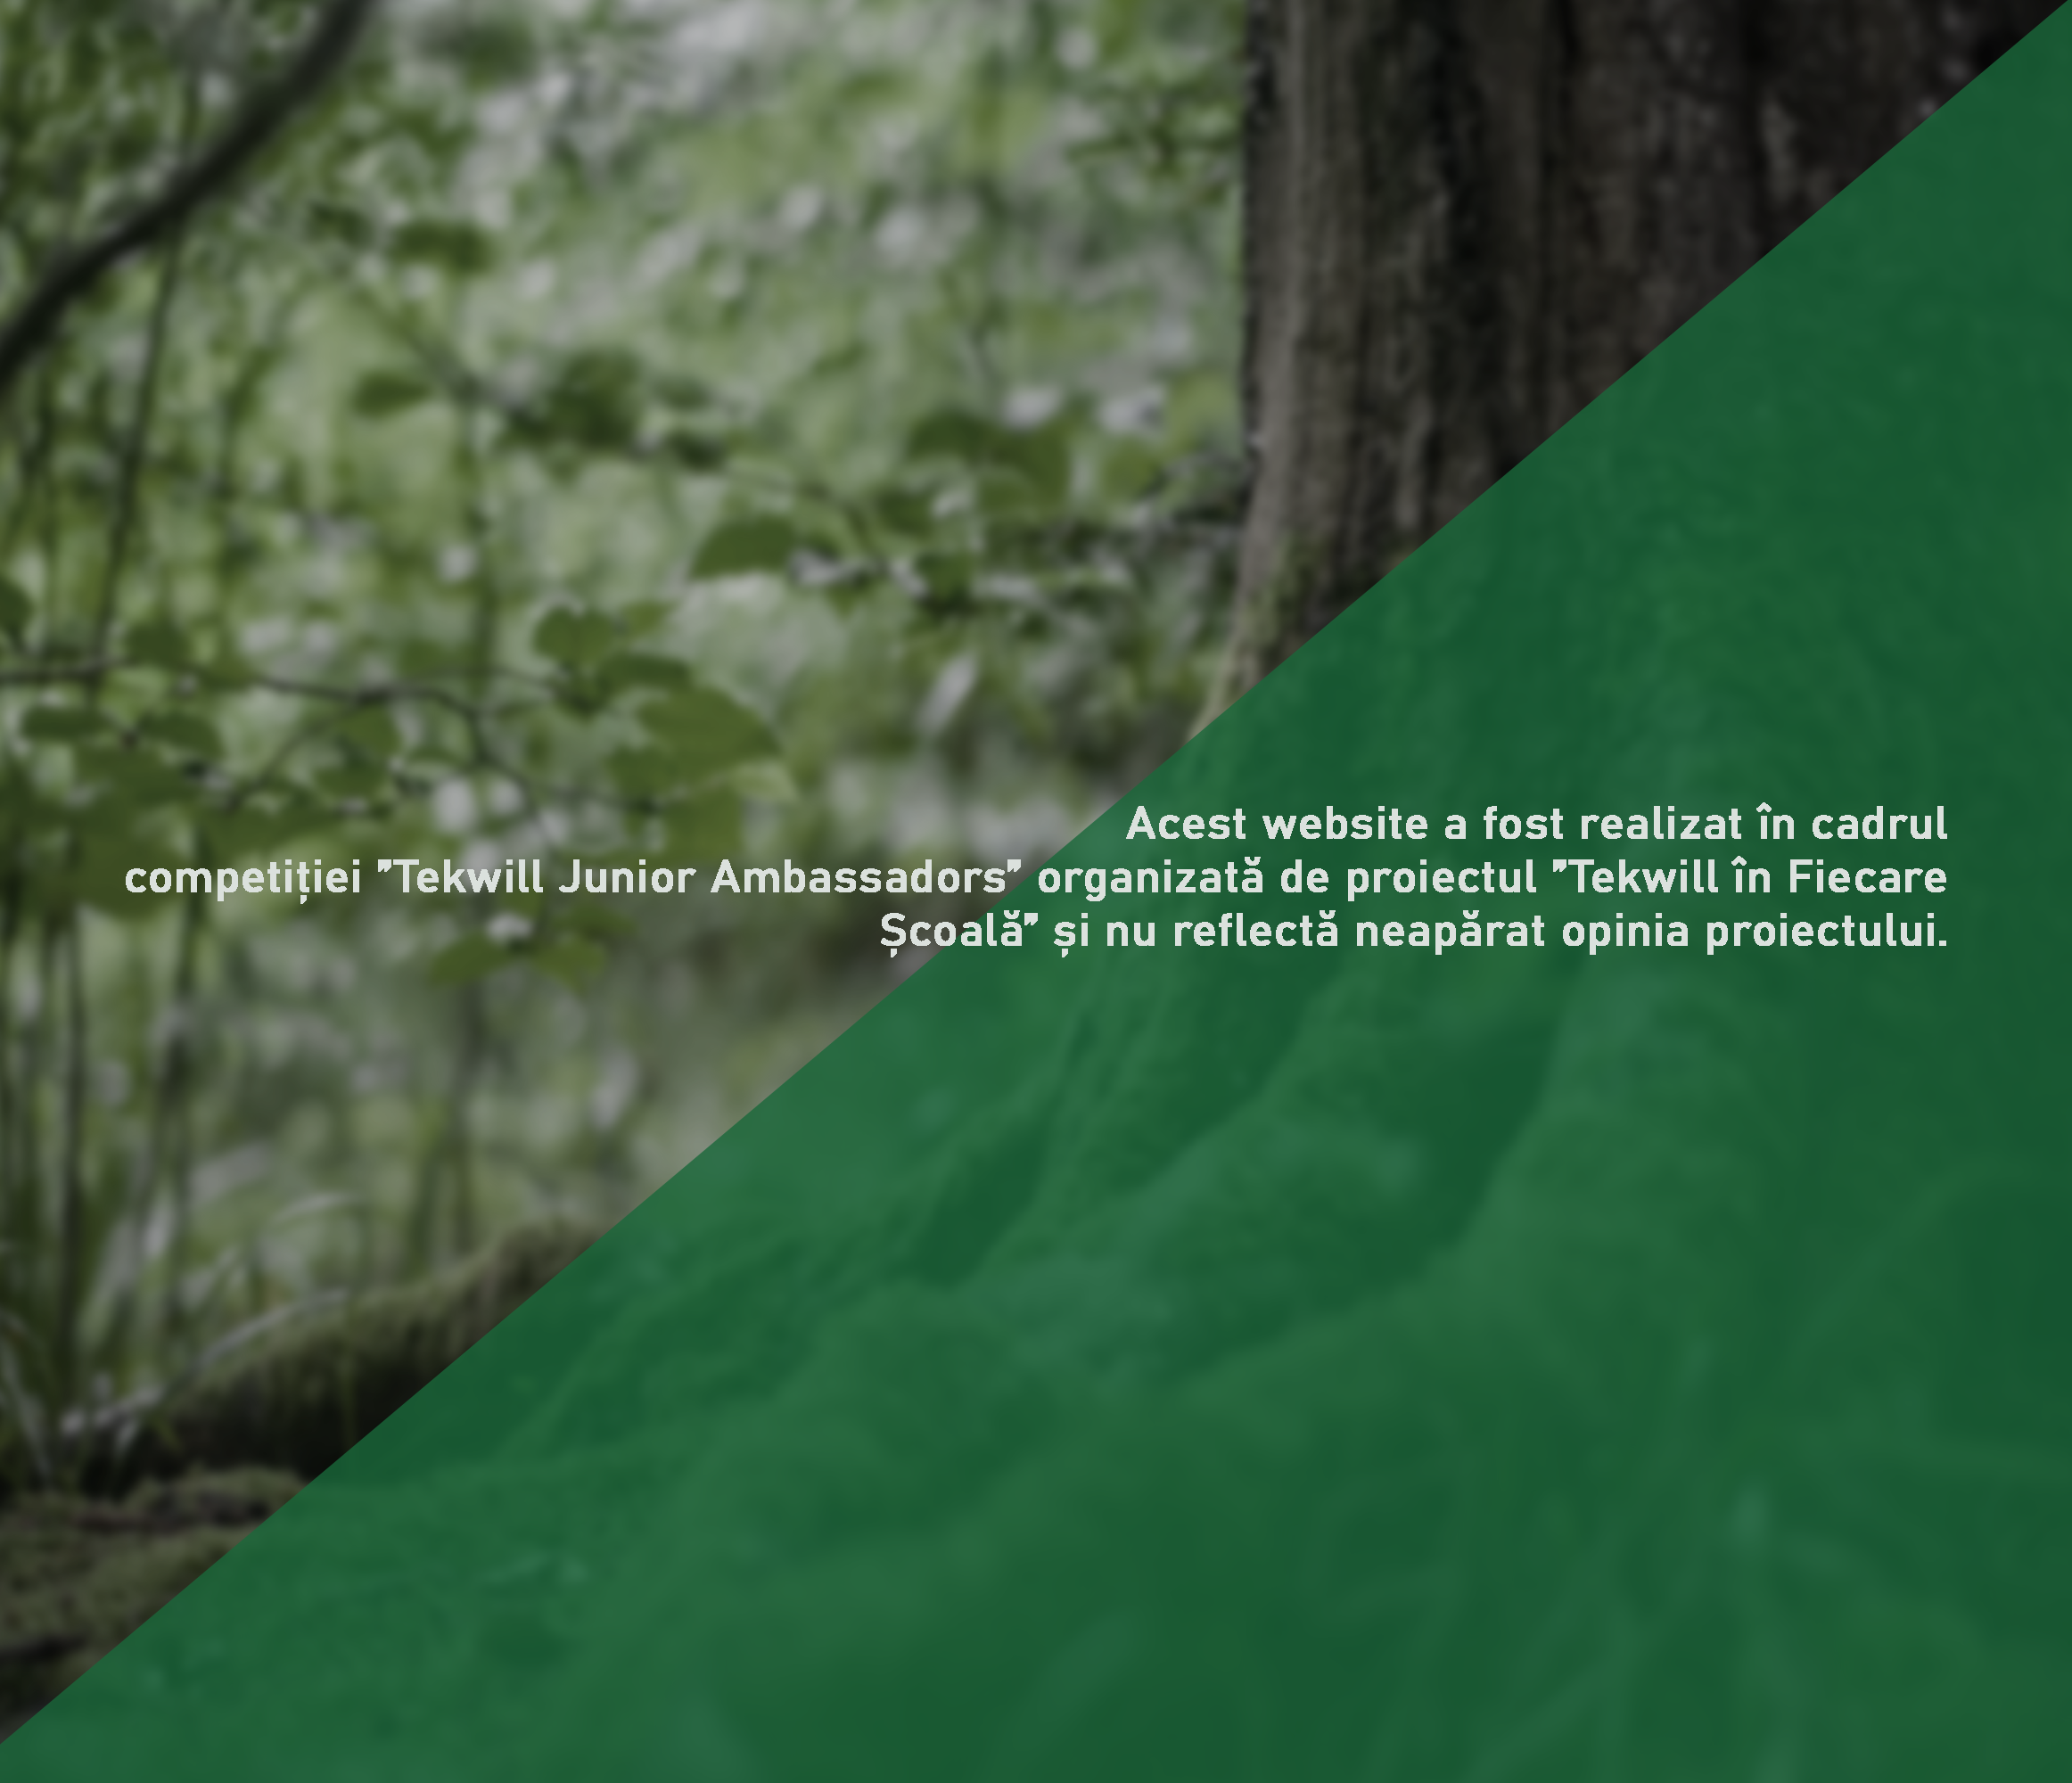 Acest website a fost realizat în cadrul
competiției ”Tekwill Junior Ambassadors” organizată de proiectul ”Tekwill în Fiecare
Școală” și nu reflectă neapărat opinia proiectului.